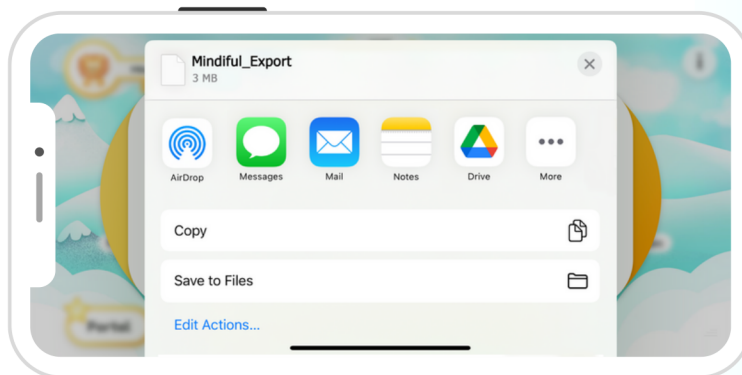 Mindiful_Export
3 MB
AirDrop
Messages
Mail
Notes
Drive
More
Copy
Save to Files
Edit Actions...
Portal